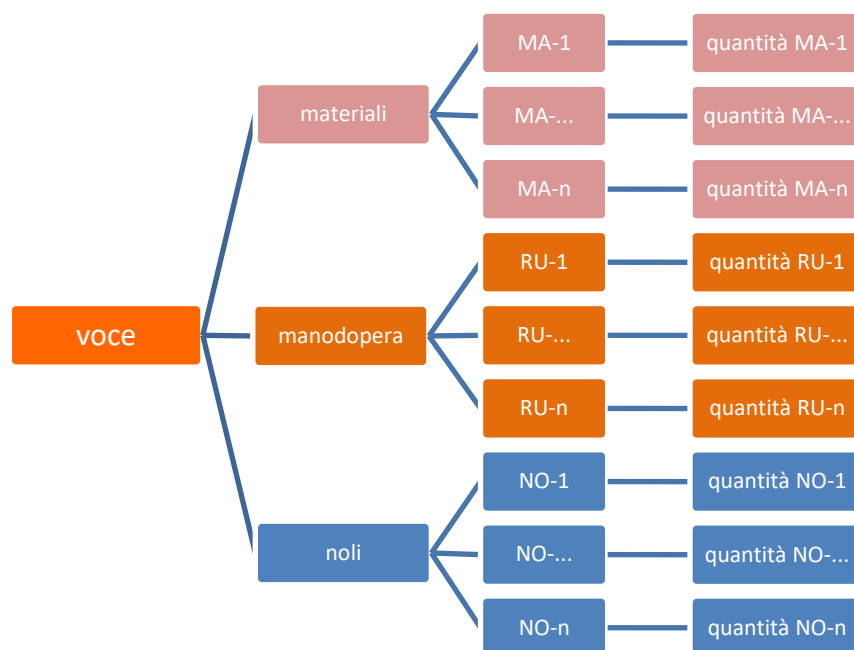 MA-1
quantità MA-1
materiali
MA-...
quantità MA-...
MA-n
quantità MA-n
RU-1
quantità RU-1
voce
manodopera
RU-...
quantità RU-...
RU-n
quantità RU-n
NO-1
quantità NO-1
noli
NO-...
quantità NO-...
NO-n
quantità NO-n